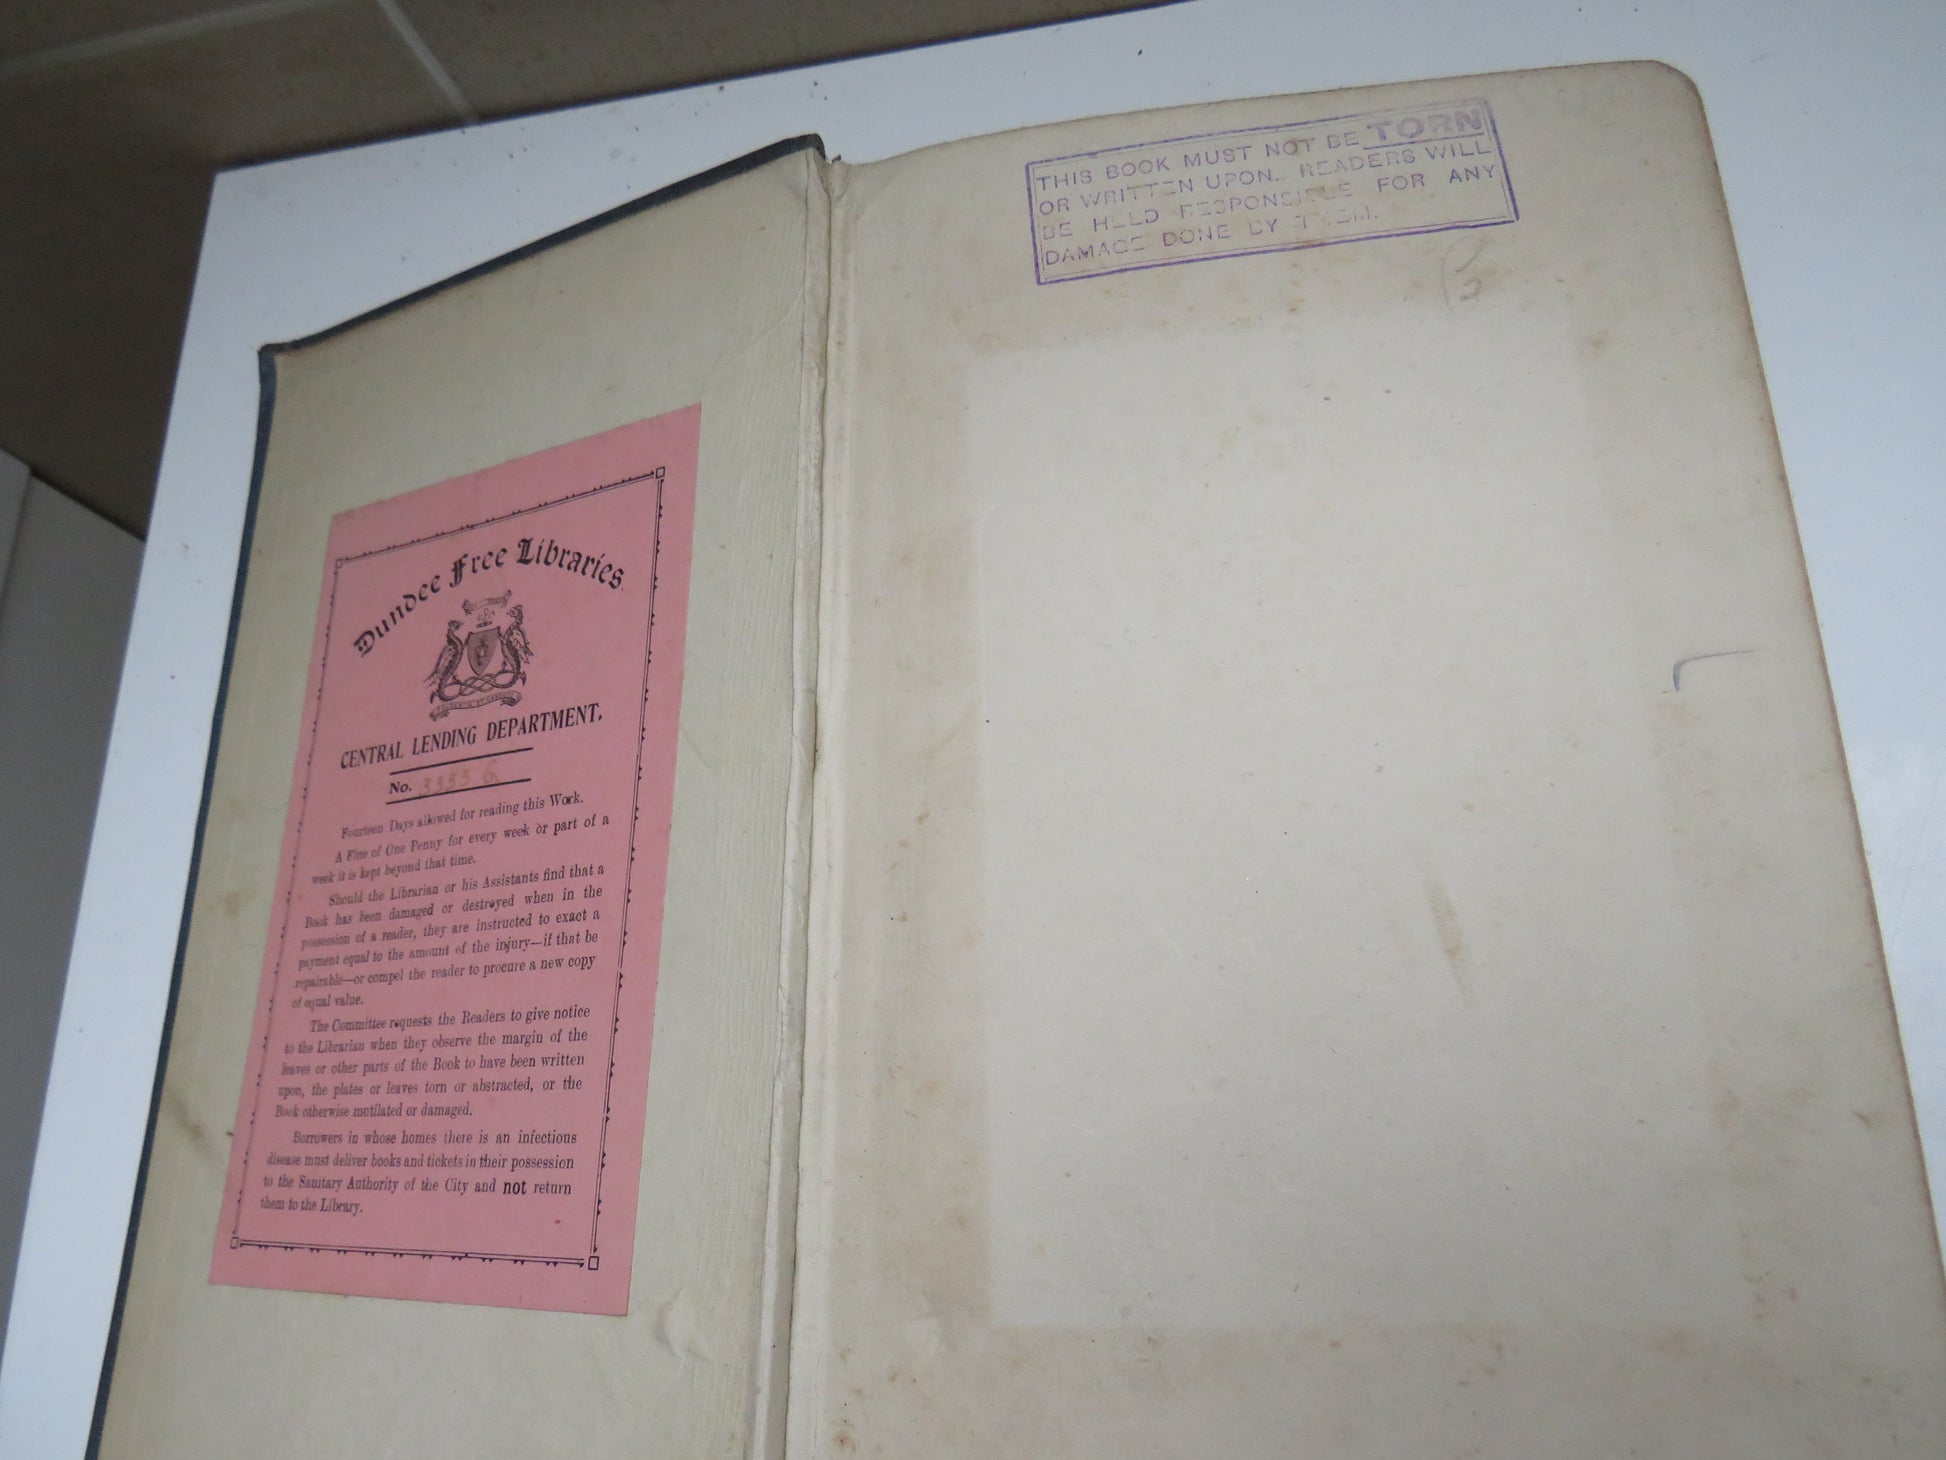 Dundee Free Libraries
CENTRAL LENDING DEPARTMENT.
No. 3333 G
Fourteen Days allowed for reading this Work.
A Fine of One Penny for every week or part of a
week it is kept beyond that time.
Should the Librarian or his Assistants find that a
Book has been damaged or destroyed when in the
possession of a reader, they are instructed to exact a
payment equal to the amount of the injury—if that be
repairable—or compel the reader to procure a new copy
of equal value.
The Committee requests the Readers to give notice
to the Librarian when they observe the margin of the
leaves or other parts of the Book to have been written
upon, the plates or leaves torn or abstracted, or the
Book otherwise mutilated or damaged.
Borrowers in whose homes there is an infectious
disease must deliver books and tickets in their possession
to the Sanitary Authority of the City and not return
them to the Library.
THIS BOOK MUST NOT BE TORN
OR WRITTEN UPON. READERS WILL
BE HELD RESPONSIBLE FOR ANY
DAMAGE DONE BY THEM.
2